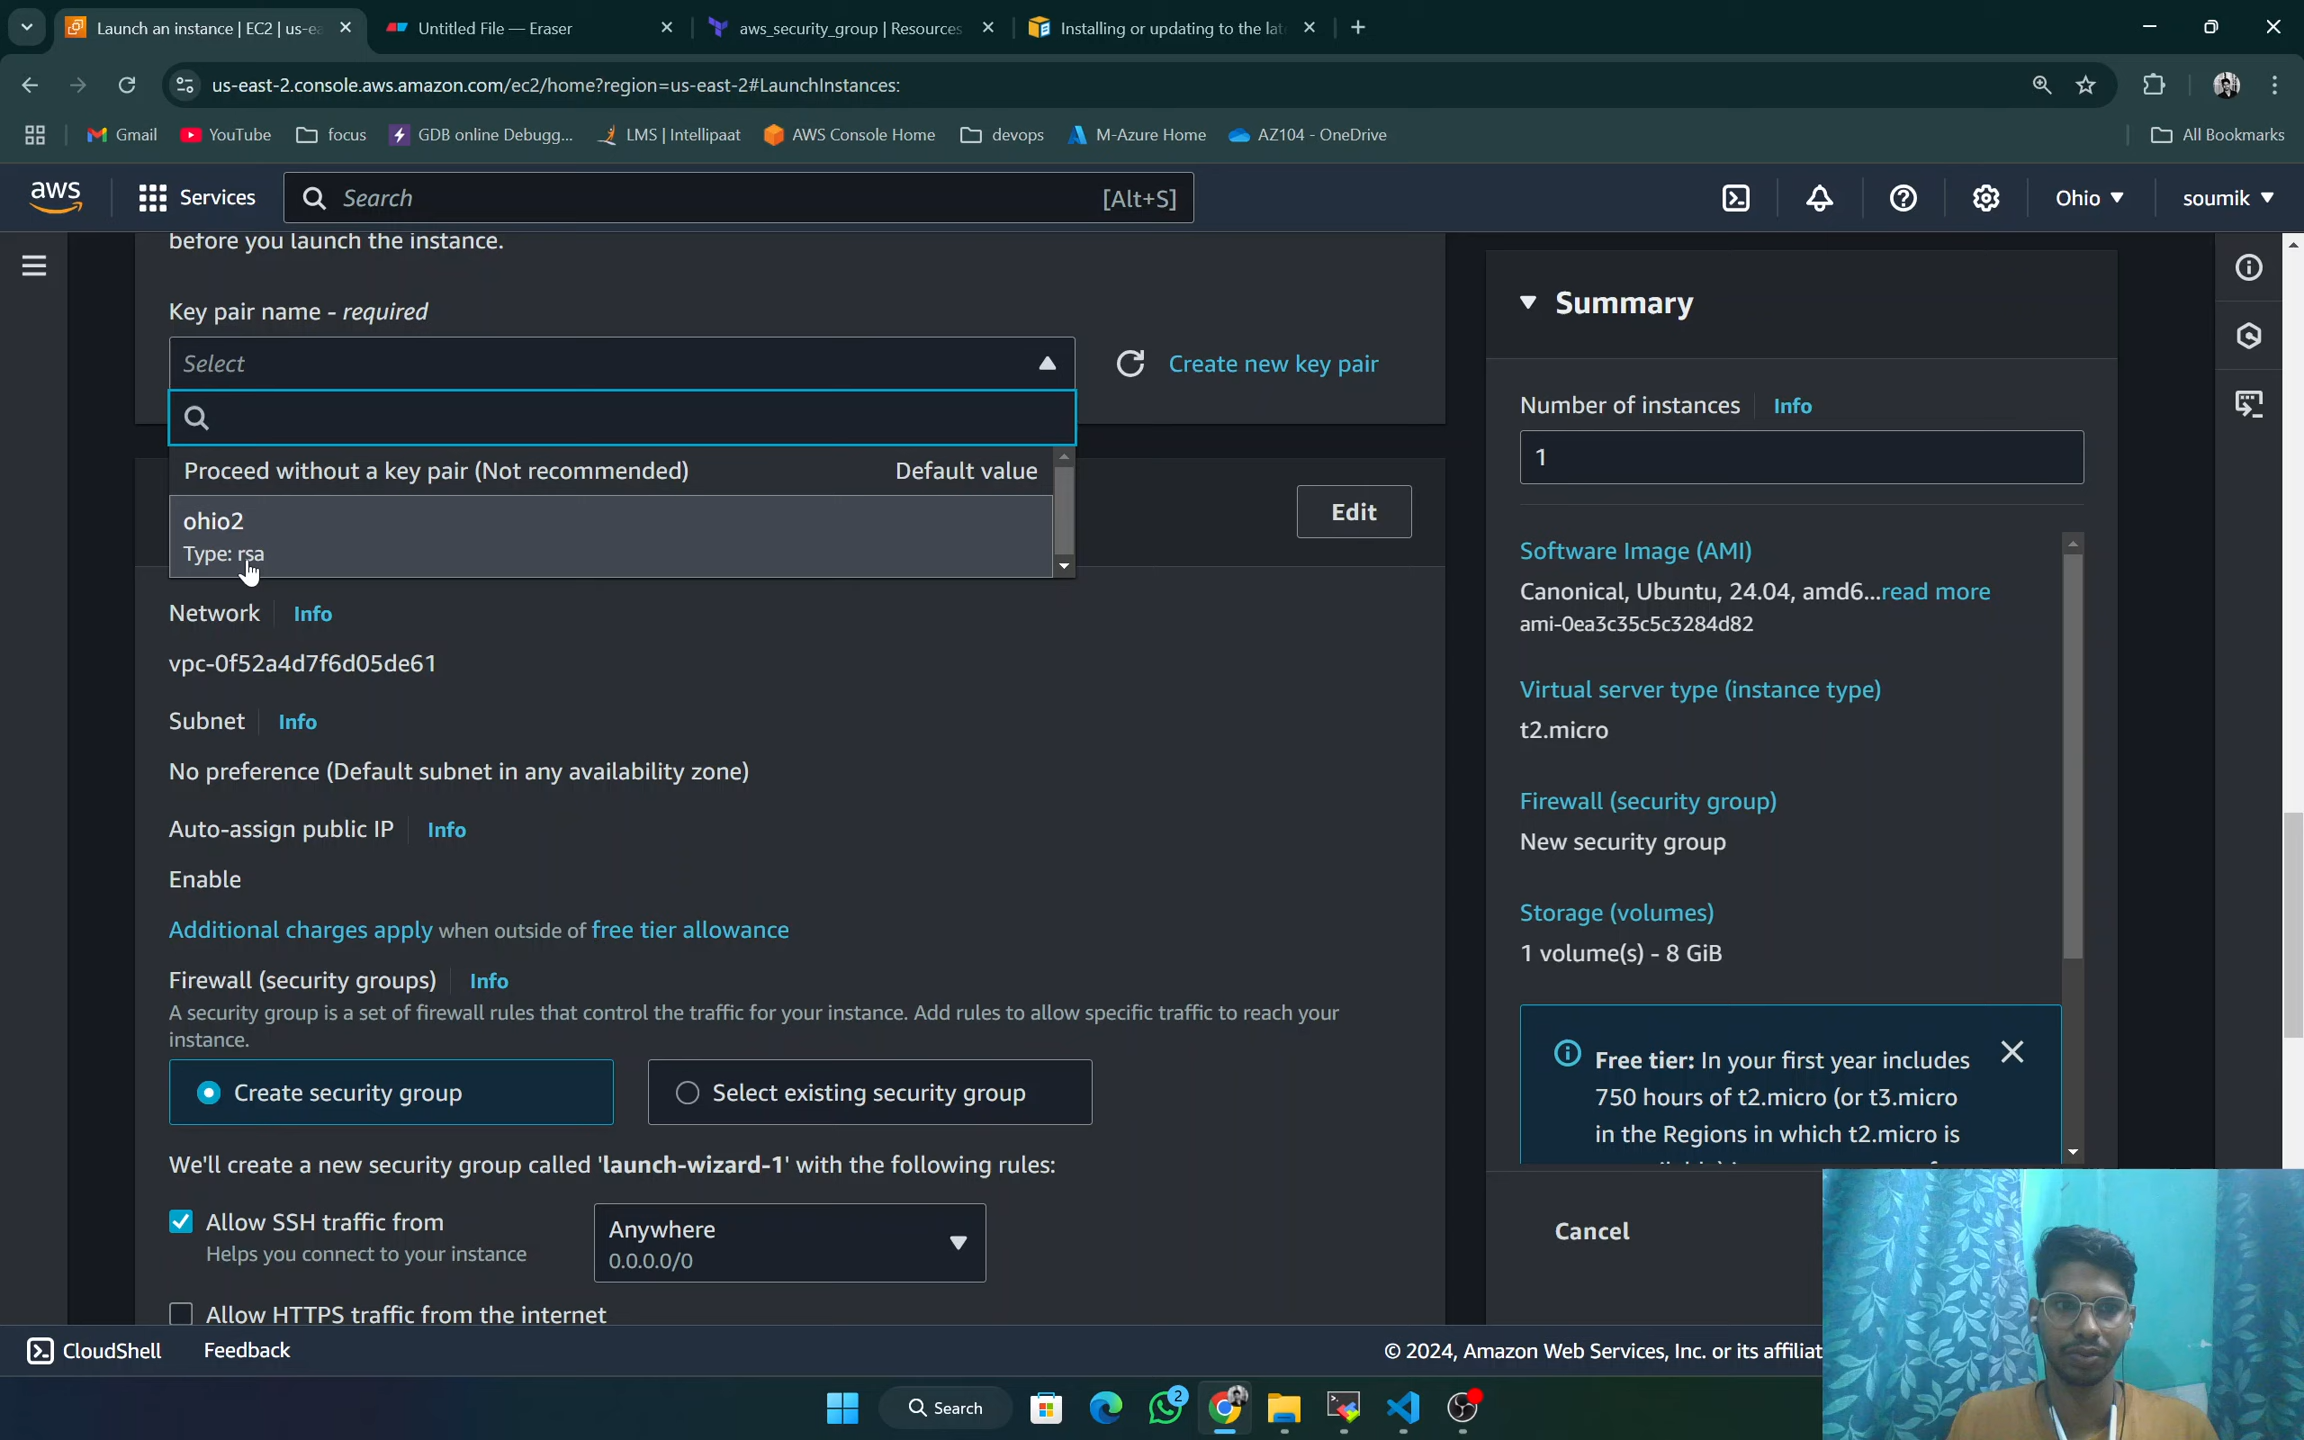 Launch an instance | EC2 | us-ea
Untitled File — Eraser
aws_security_group | Resources
Installing or updating to the lat
us-east-2.console.aws.amazon.com/ec2/home?region=us-east-2#LaunchInstances:
Gmail
YouTube
focus
GDB online Debugg...
LMS | Intellipaat
AWS Console Home
devops
M-Azure Home
AZ104 - OneDrive
All Bookmarks
aws
Services
Search
[Alt+S]
Ohio
soumik
before you launch the instance.
Key pair name - required
Select
Create new key pair
Proceed without a key pair (Not recommended)
Default value
ohio2
Type: rsa
Edit
Network
Info
vpc-0f52a4d7f6d05de61
Subnet
Info
No preference (Default subnet in any availability zone)
Auto-assign public IP
Info
Enable
Additional charges apply when outside of free tier allowance
Firewall (security groups)
Info
A security group is a set of firewall rules that control the traffic for your instance. Add rules to allow specific traffic to reach your
instance.
Create security group
Select existing security group
We'll create a new security group called 'launch-wizard-1' with the following rules:
Allow SSH traffic from
Helps you connect to your instance
Anywhere
0.0.0.0/0
Allow HTTPS traffic from the internet
Summary
Number of instances
Info
1
Software Image (AMI)
Canonical, Ubuntu, 24.04, amd6...read more
ami-0ea3c35c5c3284d82
Virtual server type (instance type)
t2.micro
Firewall (security group)
New security group
Storage (volumes)
1 volume(s) - 8 GiB
Free tier: In your first year includes
750 hours of t2.micro (or t3.micro
in the Regions in which t2.micro is
Cancel
CloudShell
Feedback
© 2024, Amazon Web Services, Inc. or its affiliat
Search
2